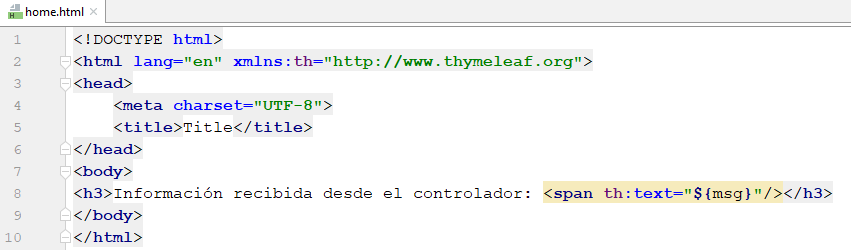 home.html
1 <!DOCTYPE html>
2 <html lang="en" xmlns:th="http://www.thymeleaf.org">
3 <head>
4     <meta charset="UTF-8">
5     <title>Title</title>
6 </head>
7 <body>
8 <h3>Información recibida desde el controlador: <span th:text="${msg}"/></h3>
9 </body>
10 </html>